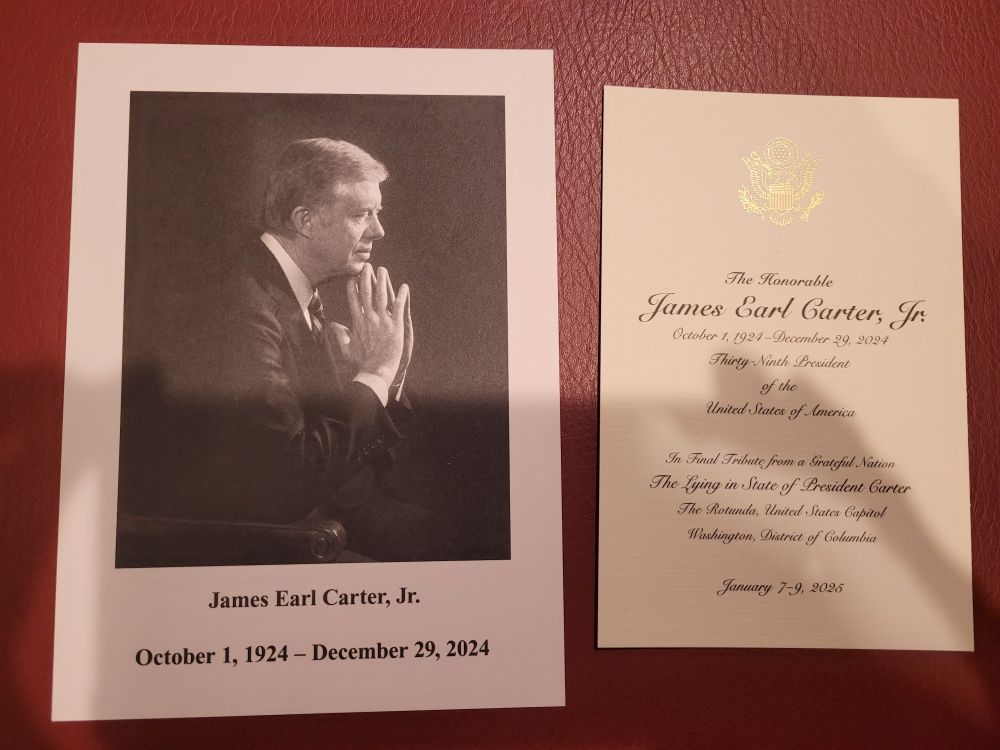 James Earl Carter, Jr.
October 1, 1924 – December 29, 2024
The Honorable
James Earl Carter, Jr.
October 1, 1924–December 29, 2024
Thirty-Ninth President
of the
United States of America
In Final Tribute from a Grateful Nation
The Lying in State of President Carter
The Rotunda, United States Capitol
Washington, District of Columbia
January 7–9, 2025